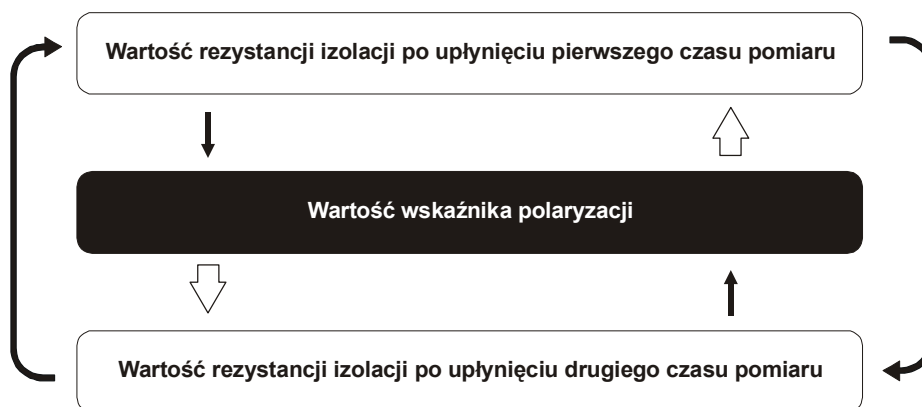 Wartość rezystancji izolacji po upłynięciu pierwszego czasu pomiaru
Wartość wskaźnika polaryzacji
Wartość rezystancji izolacji po upłynięciu drugiego czasu pomiaru